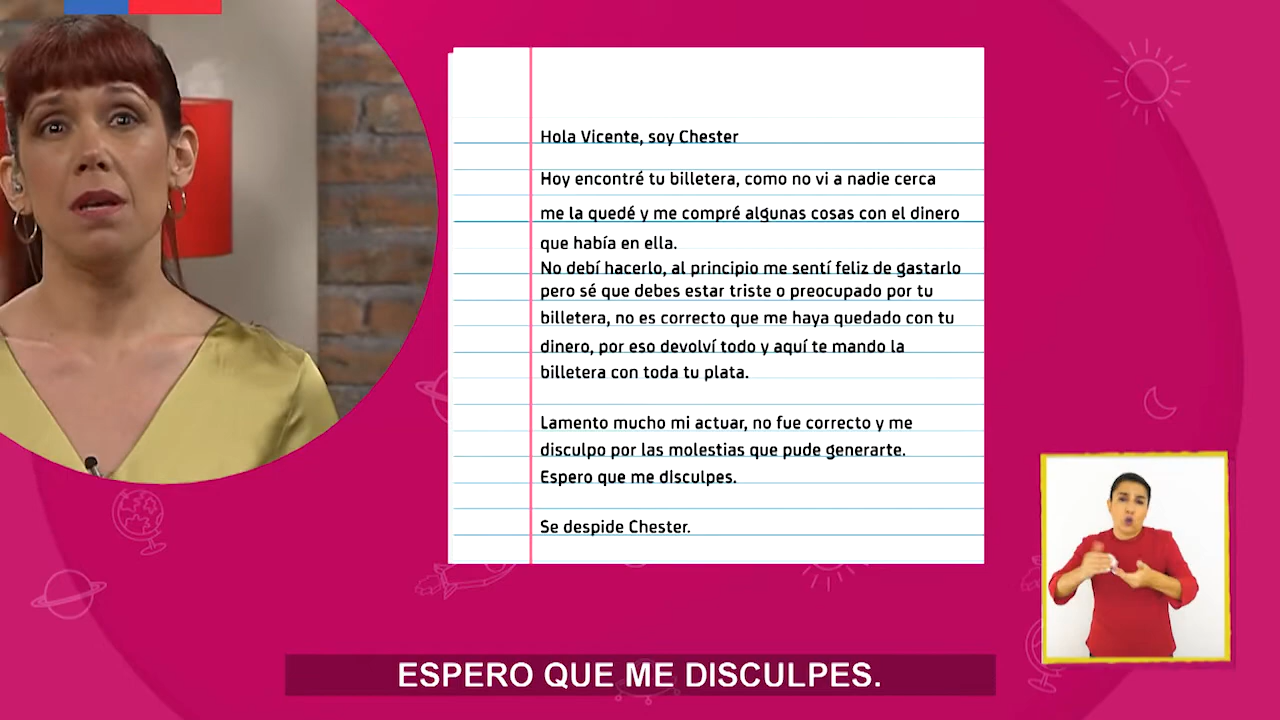 Hola Vicente, soy Chester
Hoy encontré tu billetera, como no vi a nadie cerca
me la quedé y me compré algunas cosas con el dinero
que había en ella.
No debí hacerlo, al principio me sentí feliz de gastarlo
pero sé que debes estar triste o preocupado por tu
billetera, no es correcto que me haya quedado con tu
dinero, por eso devolví todo y aquí te mando la
billetera con toda tu plata.
Lamento mucho mi actuar, no fue correcto y me
disculpo por las molestias que pude generarte.
Espero que me disculpes.
Se despide Chester.
ESPERO QUE ME DISCULPES.